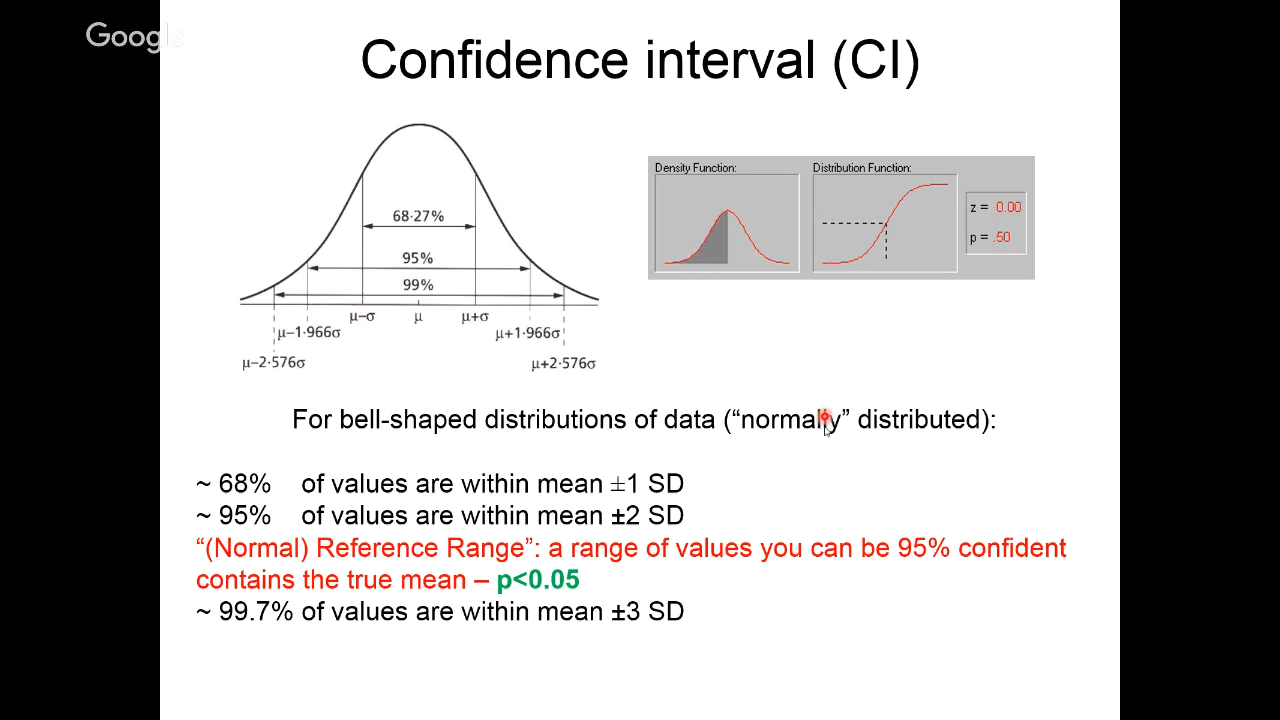 Google
Confidence interval (CI)
68·27%
95%
99%
μ–σ
μ
μ+σ
μ–1·966σ
μ+1·966σ
μ–2·576σ
μ+2·576σ
Density Function:
Distribution Function:
z = 0.00
p = .50
For bell-shaped distributions of data (“normally” distributed):
~ 68% of values are within mean ±1 SD
~ 95% of values are within mean ±2 SD
“(Normal) Reference Range”: a range of values you can be 95% confident
contains the true mean – p<0.05
~ 99.7% of values are within mean ±3 SD